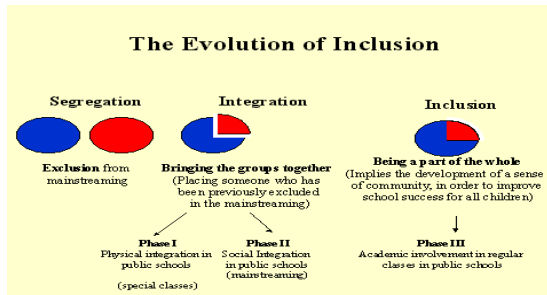 The Evolution of Inclusion
Segregation
Exclusion from
mainstreaming
Integration
Bringing the groups together
(Placing someone who has
been previously excluded
in the mainstreaming)
Phase I
Physical integration in
public schools
(special classes)
Phase II
Social Integration
in public schools
(mainstreaming)
Inclusion
Being a part of the whole
(Implies the development of a sense
of community, in order to improve
school success for all children)
Phase III
Academic involvement in regular
classes in public schools